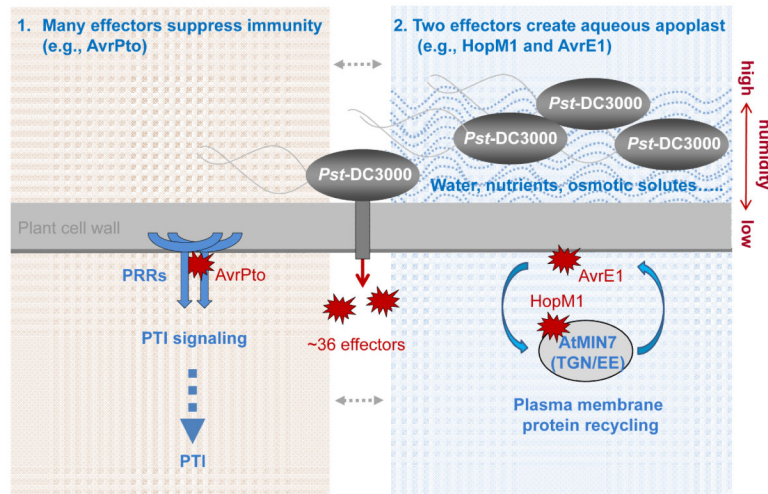 1. Many effectors suppress immunity
(e.g., AvrPto)
2. Two effectors create aqueous apoplast
(e.g., HopM1 and AvrE1)
high
humidity
low
Pst-DC3000
Pst-DC3000
Pst-DC3000
Pst-DC3000
Water, nutrients, osmotic solutes…..
Plant cell wall
PRRs
AvrPto
PTI signaling
PTI
~36 effectors
AvrE1
HopM1
AtMIN7
(TGN/EE)
Plasma membrane
protein recycling